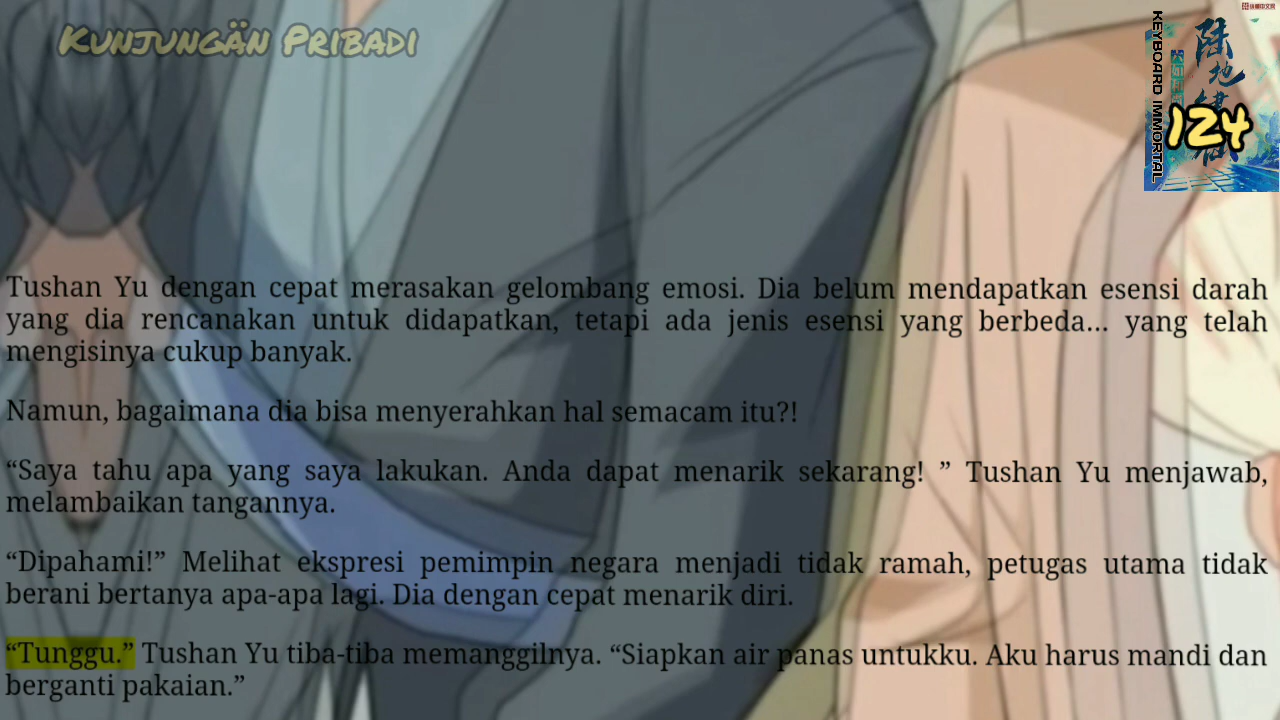 Kunjungän Pribadi
KEYBOARD IMMORTAL
陆地键仙
124
Tushan Yu dengan cepat merasakan gelombang emosi. Dia belum mendapatkan esensi darah
yang dia rencanakan untuk didapatkan, tetapi ada jenis esensi yang berbeda... yang telah
mengisinya cukup banyak.
Namun, bagaimana dia bisa menyerahkan hal semacam itu?!
“Saya tahu apa yang saya lakukan. Anda dapat menarik sekarang! ” Tushan Yu menjawab,
melambaikan tangannya.
“Dipahami!” Melihat ekspresi pemimpin negara menjadi tidak ramah, petugas utama tidak
berani bertanya apa-apa lagi. Dia dengan cepat menarik diri.
“Tunggu.” Tushan Yu tiba-tiba memanggilnya. “Siapkan air panas untukku. Aku harus mandi dan
berganti pakaian.”